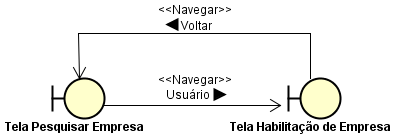 <<Navegar>>
Voltar
<<Navegar>>
Usuário
Tela Pesquisar Empresa
Tela Habilitação de Empresa